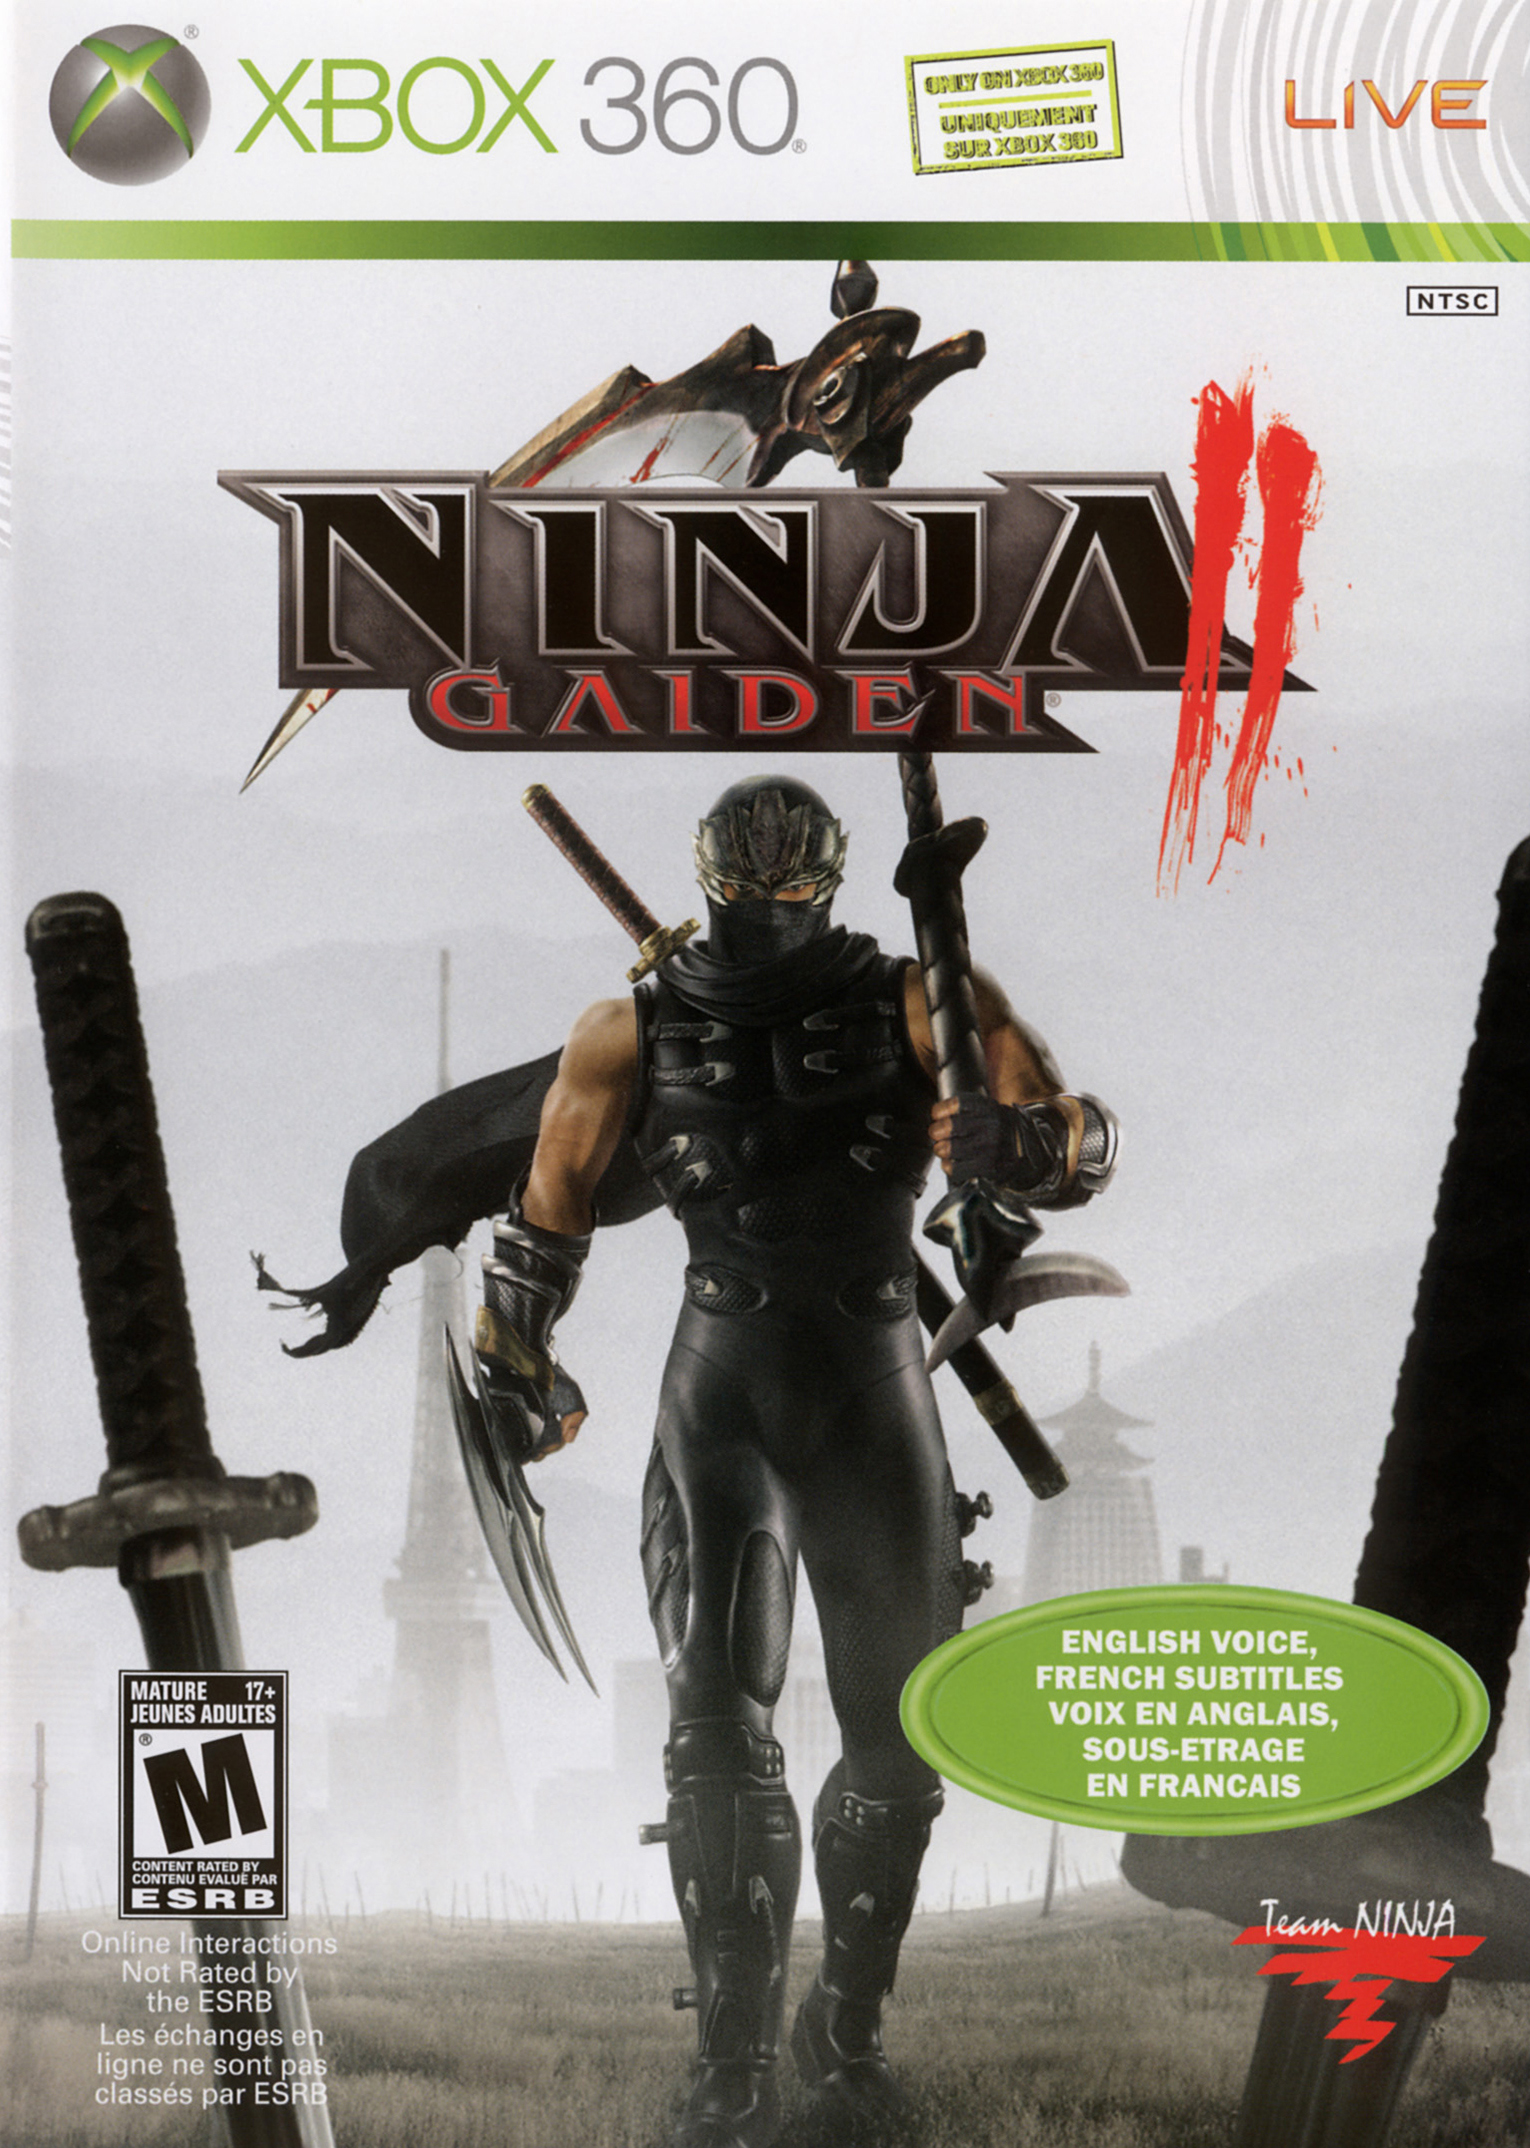 XBOX 360
ONLY ON XBOX 360
UNIQUEMENT
SUR XBOX 360
LIVE
NTSC
NINJA II
GAIDEN
ENGLISH VOICE,
FRENCH SUBTITLES
VOIX EN ANGLAIS,
SOUS-ETRAGE
EN FRANCAIS
MATURE 17+
JEUNES ADULTES
M
CONTENT RATED BY
CONTENU EVALUÉ PAR
ESRB
Online Interactions
Not Rated by
the ESRB
Les échanges en
ligne ne sont pas
classés par ESRB
Team NINJA